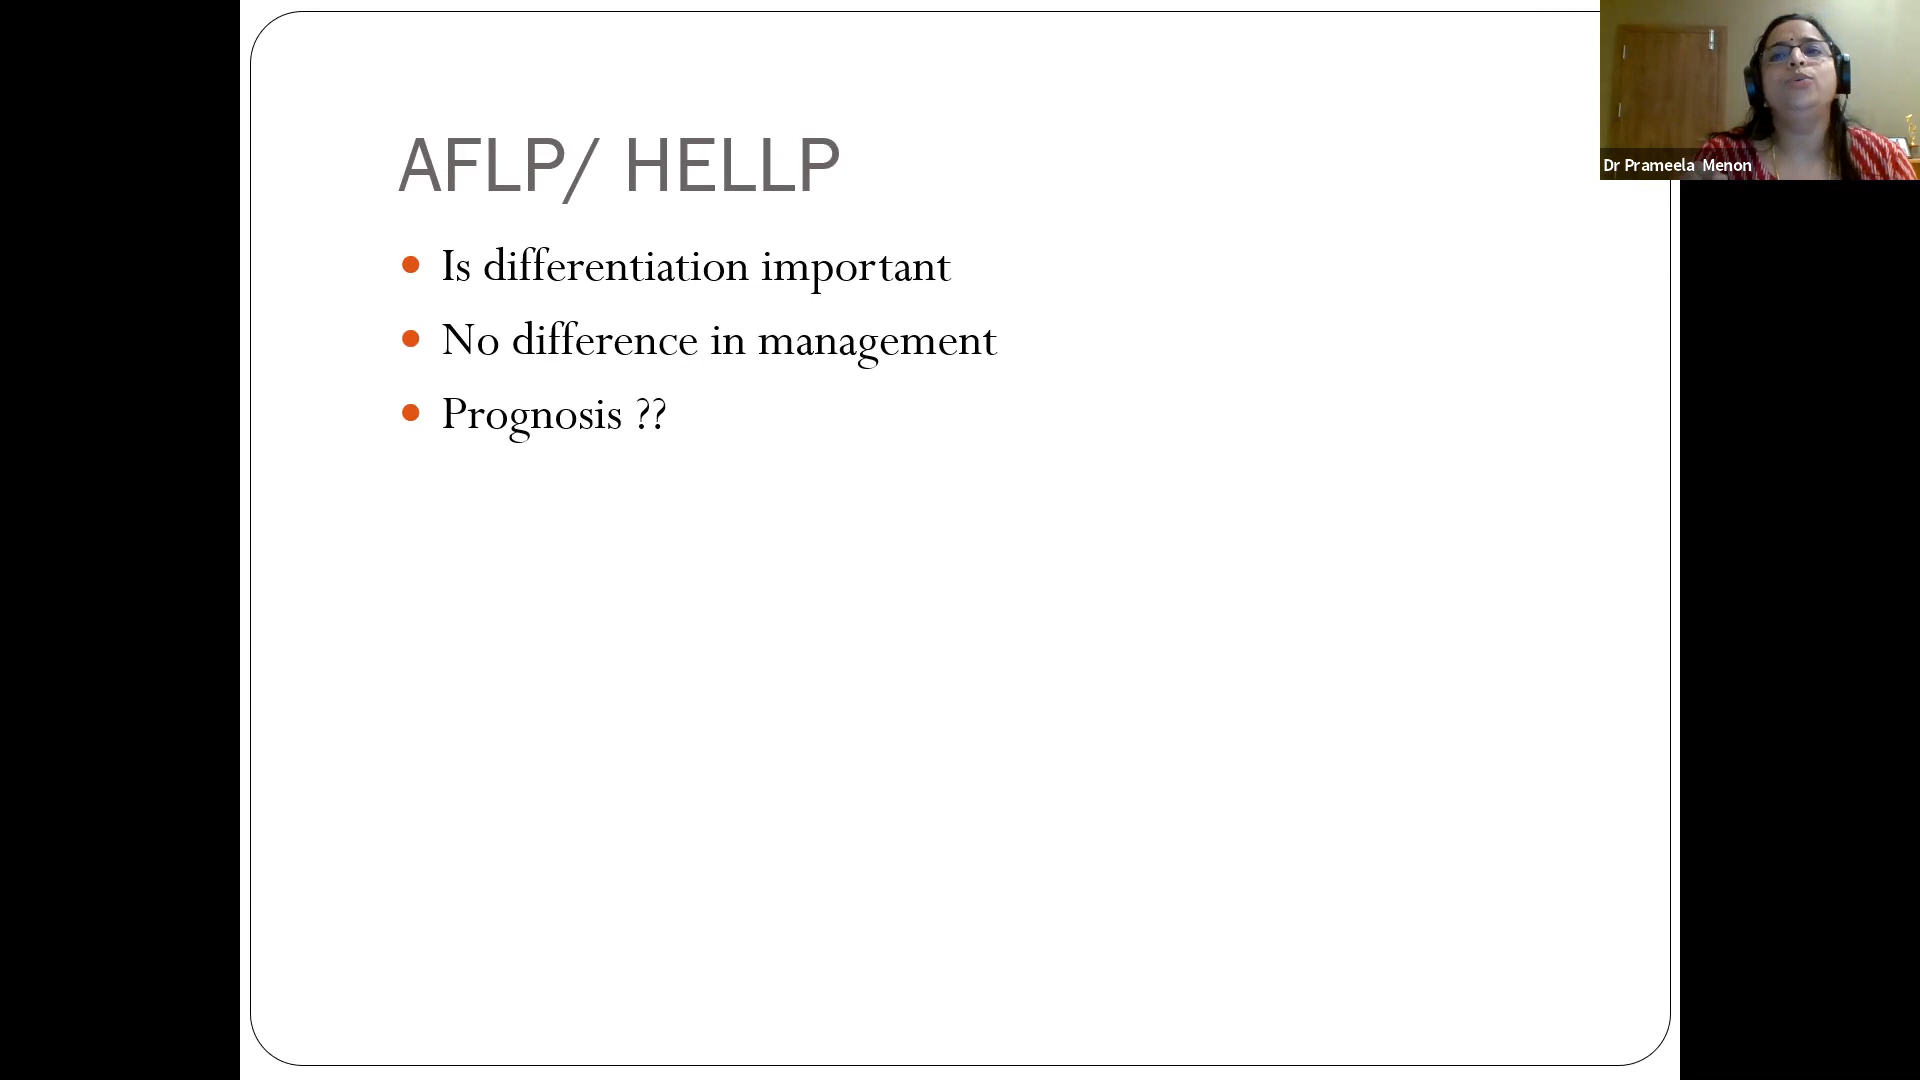 AFLP/ HELLP
Is differentiation important
No difference in management
Prognosis ??
Dr Prameela Menon